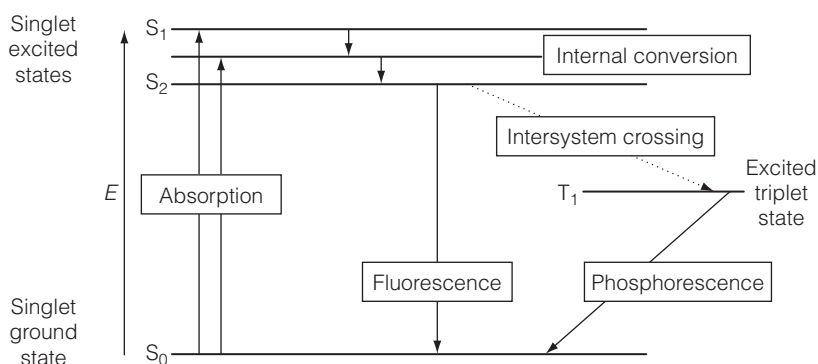 Singlet
excited
states
S1
S2
Internal conversion
Intersystem crossing
E
Absorption
T1
Excited
triplet
state
Fluorescence
Phosphorescence
Singlet
ground
state
S0